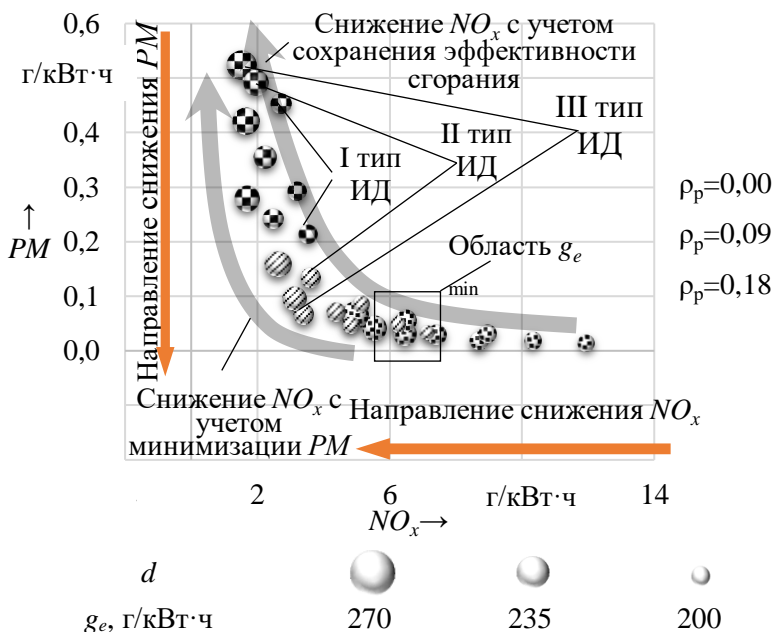 0,6
г/кВт·ч
0,4
0,3
↑
0,2
PM
0,1
0,0
Направление снижения PM
Снижение NOx с учетом
сохранения эффективности
сгорания
III тип
ИД
II тип
ИД
I тип
ИД
Область ge
min
ρр=0,00
ρр=0,09
ρр=0,18
Снижение NOx с
учетом
минимизации PM
Направление снижения NOx
2
6
г/кВт·ч
14
NOx→
d
ge, г/кВт·ч
270
235
200